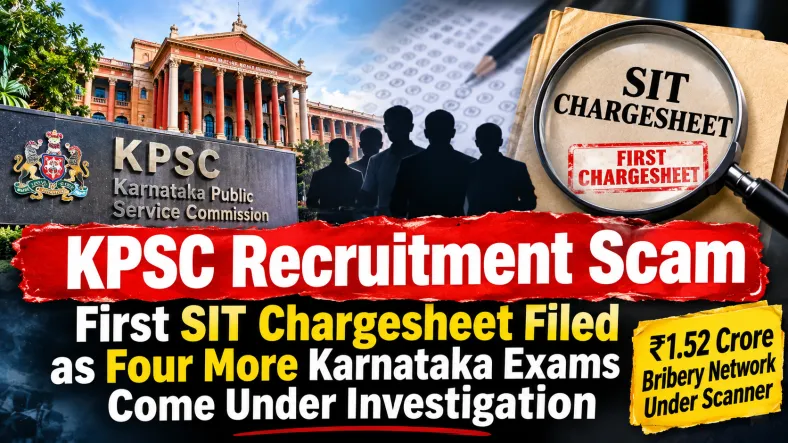 KPSC
Karnataka Public
Service Commission
SIT
CHARGESHEET
FIRST
CHARGESHEET
KPSC Recruitment Scam
First SIT Chargesheet Filed
as Four More Karnataka Exams
Come Under Investigation
₹1.52 Crore
Bribery Network
Under Scanner